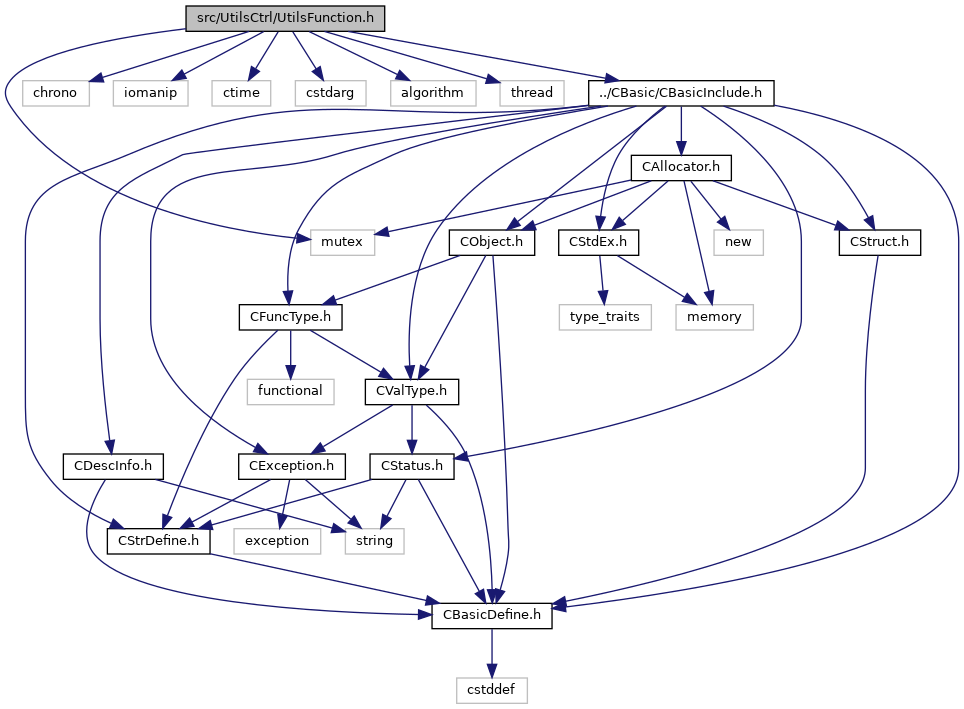 src/UtilsCtrl/UtilsFunction.h
chrono
iomanip
ctime
cstdarg
algorithm
thread
../CBasic/CBasicInclude.h
CAllocator.h
mutex
CObject.h
CStdEx.h
new
CStruct.h
CFuncType.h
type_traits
memory
functional
CValType.h
CDescInfo.h
CException.h
CStatus.h
CStrDefine.h
exception
string
CBasicDefine.h
cstddef